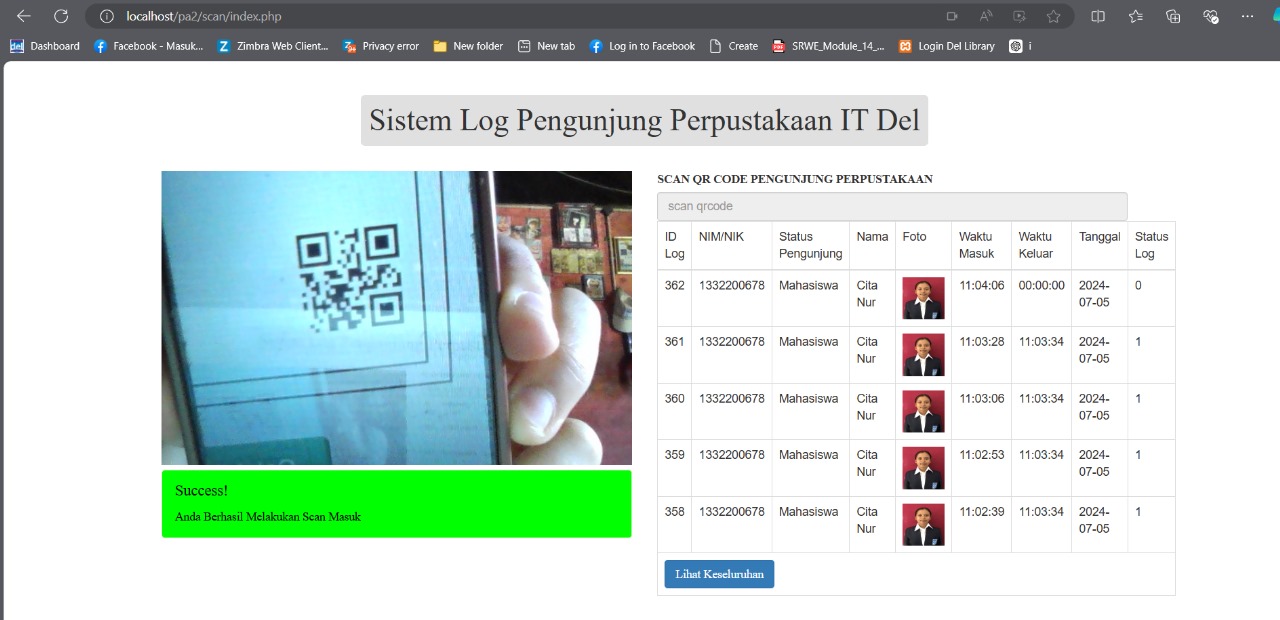 localhost/pa2/scan/index.php
Dashboard
Facebook - Masuk...
Zimbra Web Client...
Privacy error
New folder
New tab
Log in to Facebook
Create
SRWE_Module_14_...
Login Del Library
i
Sistem Log Pengunjung Perpustakaan IT Del
SCAN QR CODE PENGUNJUNG PERPUSTAKAAN
scan qrcode
ID Log NIM/NIK Status Pengunjung Nama Foto Waktu Masuk Waktu Keluar Tanggal Status Log
362 1332200678 Mahasiswa Cita Nur 11:04:06 00:00:00 2024-07-05 0
361 1332200678 Mahasiswa Cita Nur 11:03:28 11:03:34 2024-07-05 1
360 1332200678 Mahasiswa Cita Nur 11:03:06 11:03:34 2024-07-05 1
359 1332200678 Mahasiswa Cita Nur 11:02:53 11:03:34 2024-07-05 1
358 1332200678 Mahasiswa Cita Nur 11:02:39 11:03:34 2024-07-05 1
Lihat Keseluruhan
Success!
Anda Berhasil Melakukan Scan Masuk